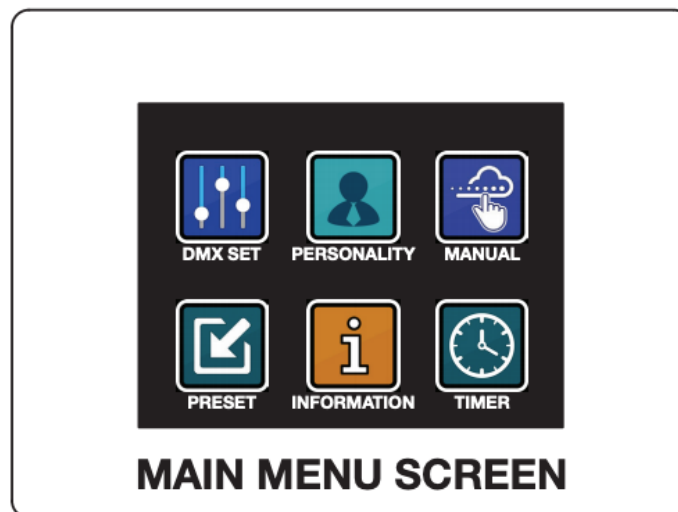 DMX SET PERSONALITY MANUAL
PRESET INFORMATION TIMER
MAIN MENU SCREEN